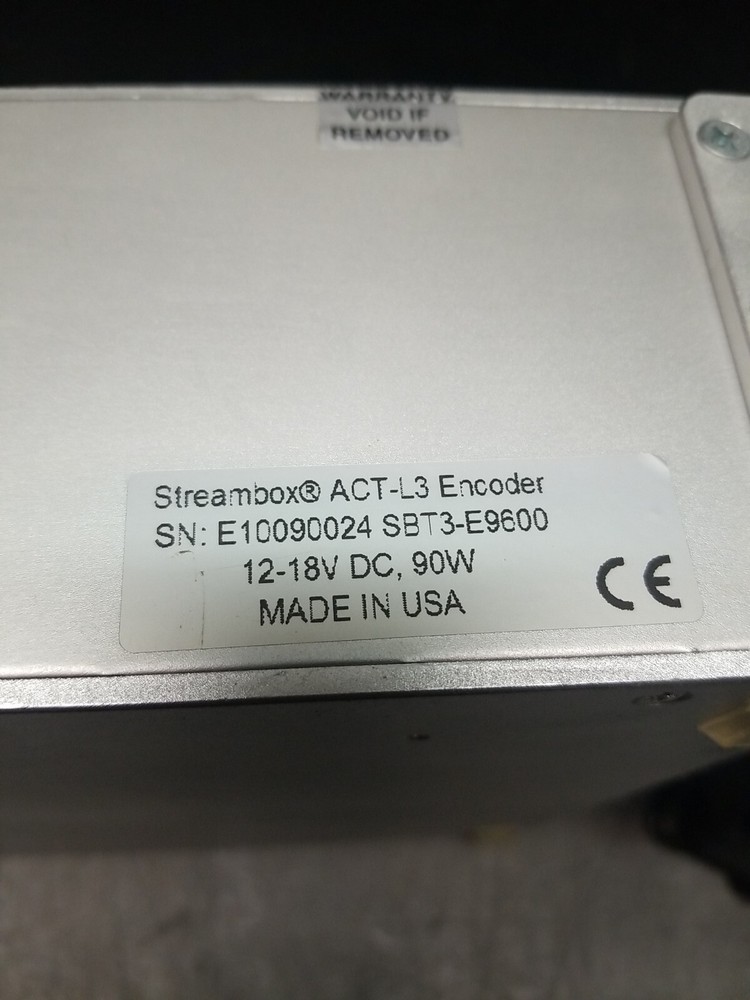 WARRANTY
VOID IF
REMOVED
Streambox® ACT-L3 Encoder
SN: E10090024 SBT3-E9600
12-18V DC, 90W
MADE IN USA
CE